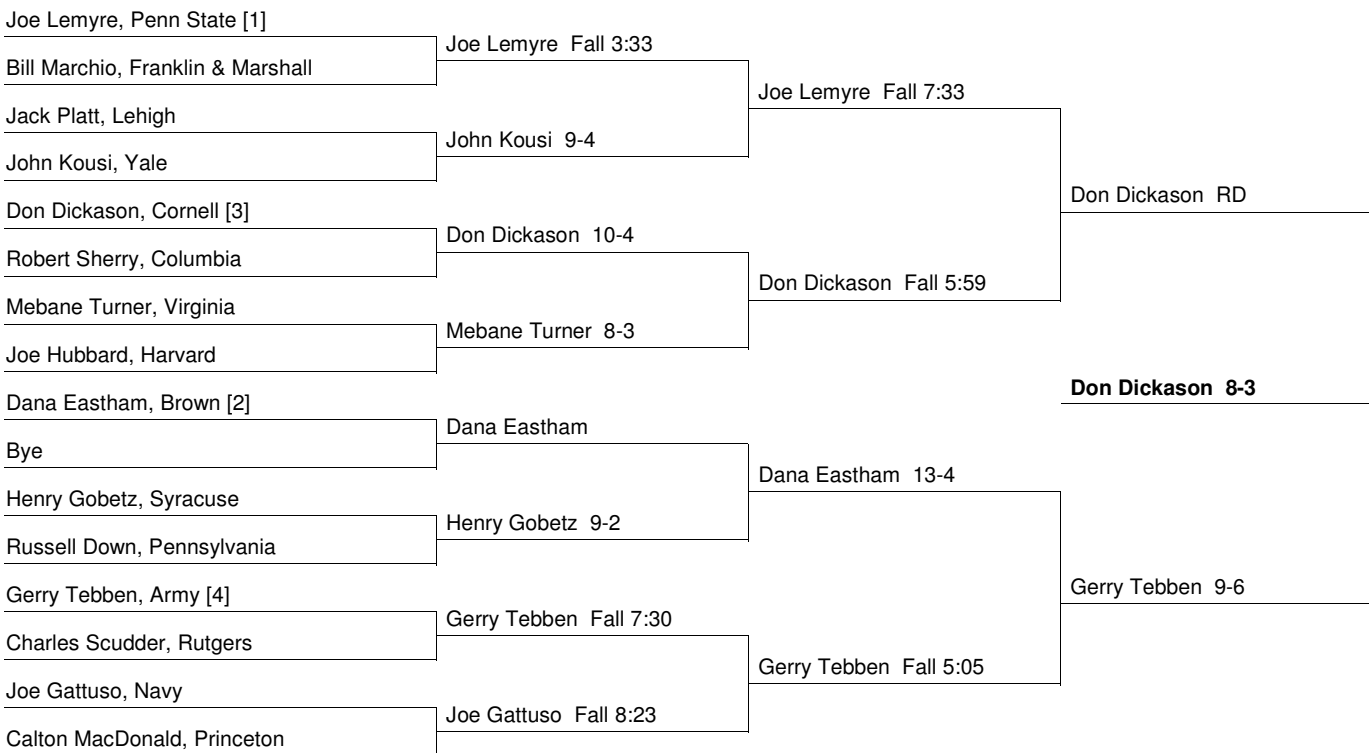 Joe Lemyre, Penn State [1]
Bill Marchio, Franklin & Marshall
Jack Platt, Lehigh
John Kousi, Yale
Don Dickason, Cornell [3]
Robert Sherry, Columbia
Mebane Turner, Virginia
Joe Hubbard, Harvard
Dana Eastham, Brown [2]
Bye
Henry Gobetz, Syracuse
Russell Down, Pennsylvania
Gerry Tebben, Army [4]
Charles Scudder, Rutgers
Joe Gattuso, Navy
Calton MacDonald, Princeton
Joe Lemyre Fall 3:33
John Kousi 9-4
Don Dickason 10-4
Mebane Turner 8-3
Dana Eastham
Henry Gobetz 9-2
Gerry Tebben Fall 7:30
Joe Gattuso Fall 8:23
Joe Lemyre Fall 7:33
Don Dickason Fall 5:59
Dana Eastham 13-4
Gerry Tebben Fall 5:05
Don Dickason RD
Don Dickason 8-3
Gerry Tebben 9-6